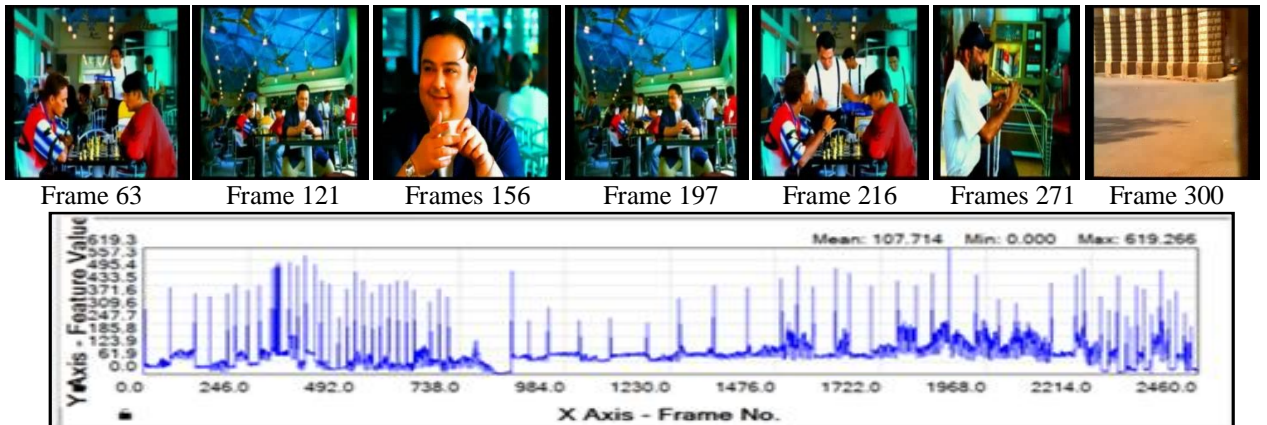 Frame 63 Frame 121 Frames 156 Frame 197 Frame 216 Frames 271 Frame 300
Mean: 107.714 Min: 0.000 Max: 619.266
Y Axis - Feature Value
619.3
557.3
495.4
433.5
371.6
309.6
247.7
185.8
123.9
61.9
0.0
0.0 246.0 492.0 738.0 984.0 1230.0 1476.0 1722.0 1968.0 2214.0 2460.0
X Axis - Frame No.